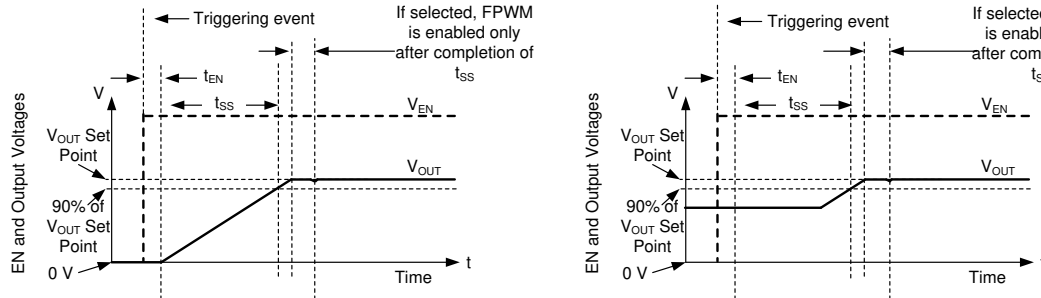 If selected, FPWM
is enabled only
after completion of
tSS
Triggering event
tEN
tSS
V
VEN
VOUT Set
Point
VOUT
90% of
VOUT Set
Point
0 V
t
Time
EN and Output Voltages
If selected
is enab
after com
tS
Triggering event
tEN
tSS
V
VEN
VOUT Set
Point
VOUT
90% of
VOUT Set
Point
0 V
Time
EN and Output Voltages